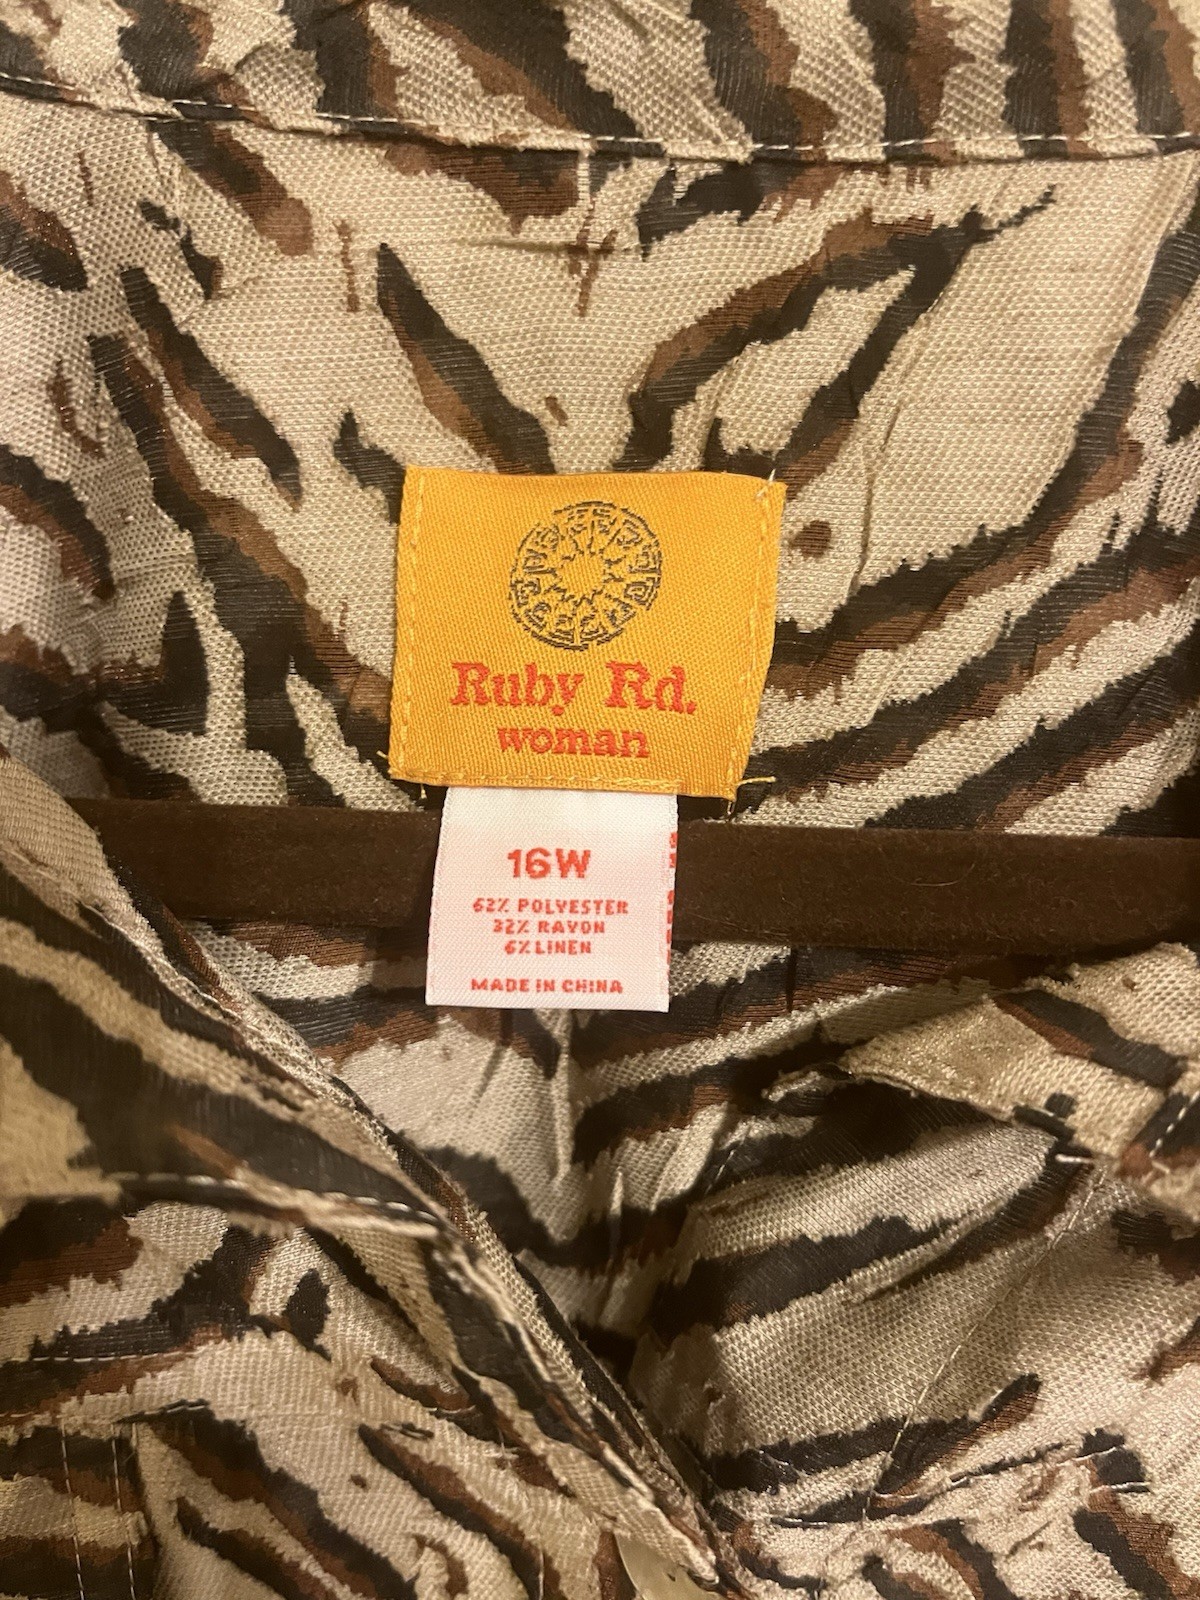 Ruby Rd.
woman
16W
62% POLYESTER
32% RAYON
6% LINEN
MADE IN CHINA